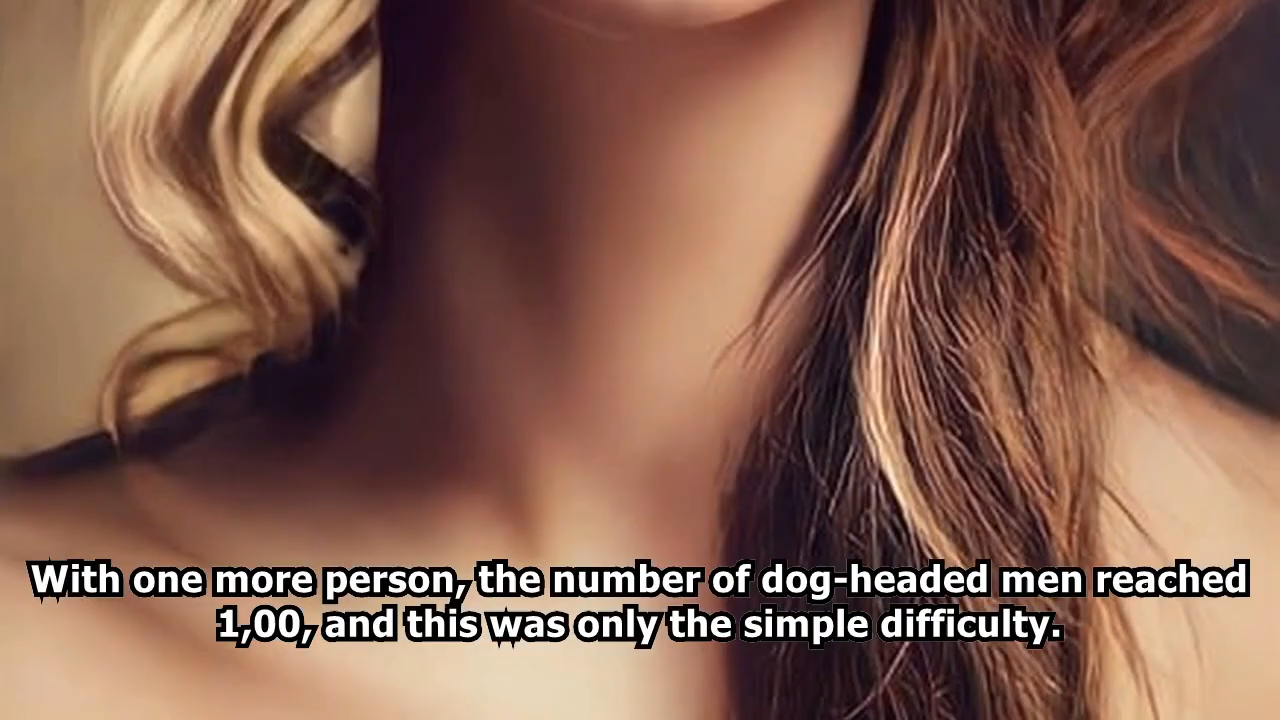 With one more person, the number of dog-headed men reached
1,00, and this was only the simple difficulty.